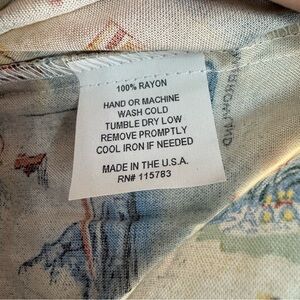 100% RAYON
HAND OR MACHINE
WASH COLD
TUMBLE DRY LOW
REMOVE PROMPTLY
COOL IRON IF NEEDED
MADE IN THE U.S.A.
RN# 115783